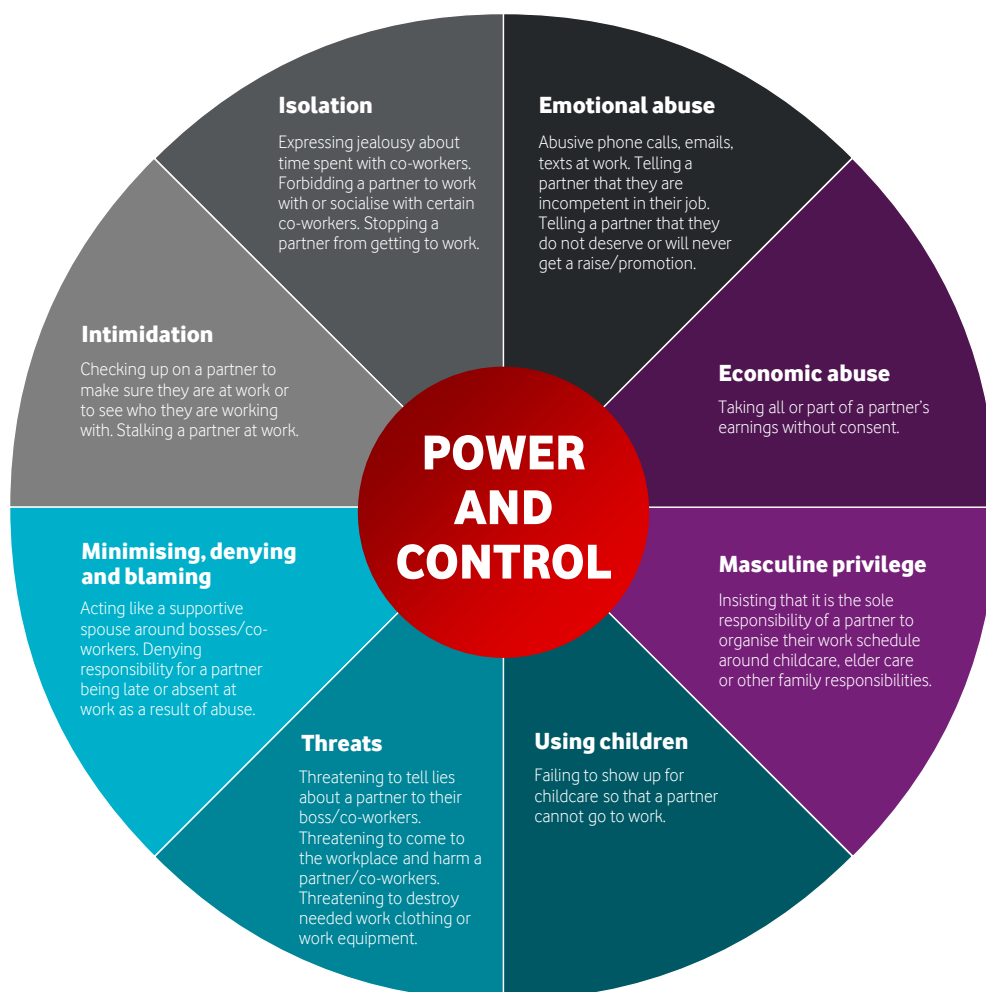 Isolation
Expressing jealousy about
time spent with co-workers.
Forbidding a partner to work
with or socialise with certain
co-workers. Stopping a
partner from getting to work.
Emotional abuse
Abusive phone calls, emails,
texts at work. Telling a
partner that they are
incompetent in their job.
Telling a partner that they
do not deserve or will never
get a raise/promotion.
Intimidation
Checking up on a partner to
make sure they are at work or
to see who they are working
with. Stalking a partner at work.
Economic abuse
Taking all or part of a partner’s
earnings without consent.
POWER
AND
CONTROL
Minimising, denying
and blaming
Acting like a supportive
spouse around bosses/co-
workers. Denying
responsibility for a partner
being late or absent at
work as a result of abuse.
Masculine privilege
Insisting that it is the sole
responsibility of a partner to
organise their work schedule
around childcare, elder care
or other family responsibilities.
Threats
Threatening to tell lies
about a partner to their
boss/co-workers.
Threatening to come to
the workplace and harm a
partner/co-workers.
Threatening to destroy
needed work clothing or
work equipment.
Using children
Failing to show up for
childcare so that a partner
cannot go to work.